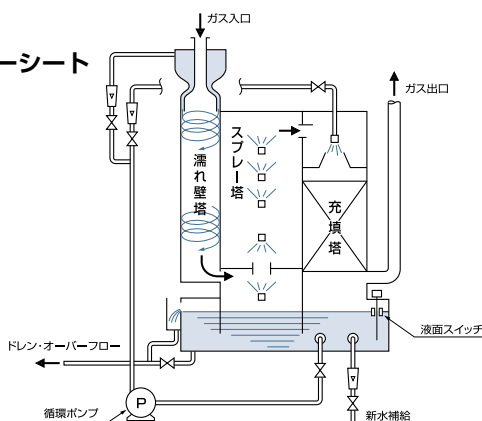 ガス入口
ーシート
ガス出口
濡れ壁塔
スプレー塔
充填塔
液面スイッチ
ドレン・オーバーフロー
循環ポンプ
P
新水補給